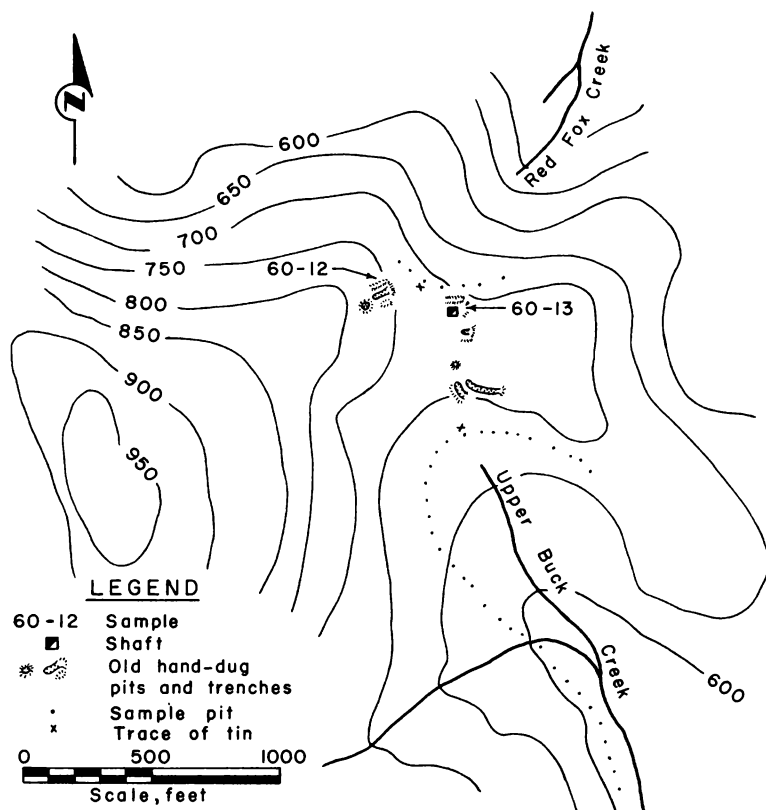 Red Fox Creek
N
600
650
700
750
60-12
800
60-13
850
900
950
Upper Buck Creek
600
LEGEND
60-12 Sample
Shaft
Old hand-dug
pits and trenches
Sample pit
x Trace of tin
0 500 1000
Scale, feet